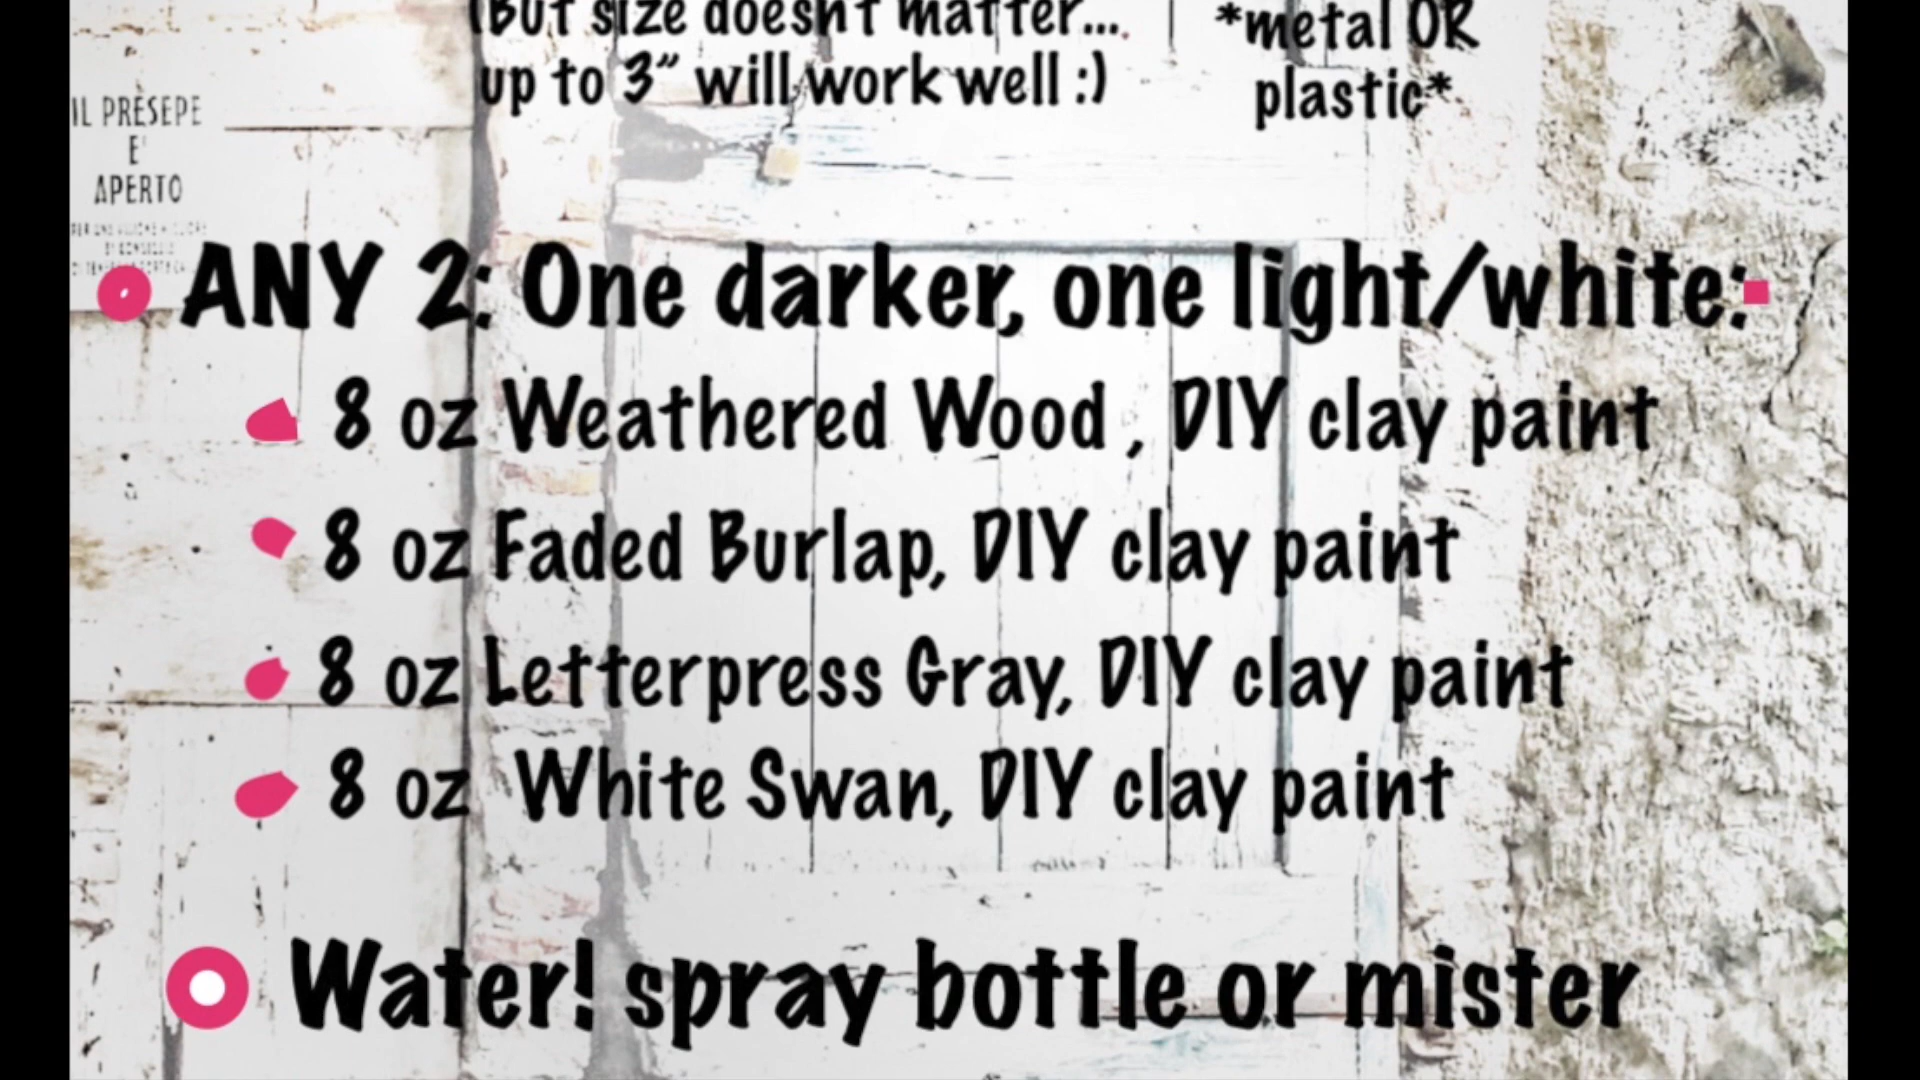 (But size doesnt matter...
up to 3" will work well :)
*metal OR
plastic*
IL PRESEPE
E'
APERTO
ANY 2: One darker, one light/white:
8 oz Weathered Wood , DIY clay paint
8 oz Faded Burlap, DIY clay paint
8 oz Letterpress Gray, DIY clay paint
8 oz White Swan, DIY clay paint
Water! spray bottle or mister